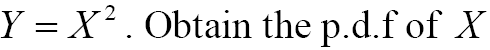 Y = X². Obtain the p.d.f of X